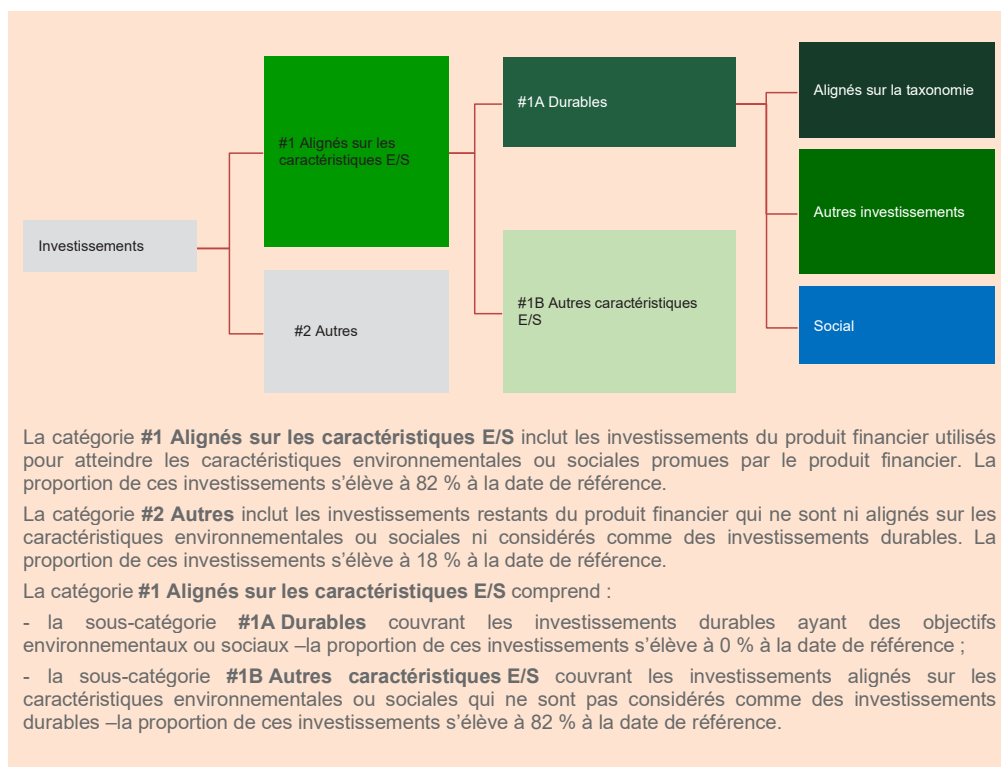 Investissements
#1 Alignés sur les
caractéristiques E/S
#2 Autres
#1A Durables
#1B Autres caractéristiques
E/S
Alignés sur la taxonomie
Autres investissements
Social
La catégorie #1 Alignés sur les caractéristiques E/S inclut les investissements du produit financier utilisés
pour atteindre les caractéristiques environnementales ou sociales promues par le produit financier. La
proportion de ces investissements s’élève à 82 % à la date de référence.
La catégorie #2 Autres inclut les investissements restants du produit financier qui ne sont ni alignés sur les
caractéristiques environnementales ou sociales ni considérés comme des investissements durables. La
proportion de ces investissements s’élève à 18 % à la date de référence.
La catégorie #1 Alignés sur les caractéristiques E/S comprend :
- la sous-catégorie #1A Durables couvrant les investissements durables ayant des objectifs
environnementaux ou sociaux –la proportion de ces investissements s’élève à 0 % à la date de référence ;
- la sous-catégorie #1B Autres caractéristiques E/S couvrant les investissements alignés sur les
caractéristiques environnementales ou sociales qui ne sont pas considérés comme des investissements
durables –la proportion de ces investissements s’élève à 82 % à la date de référence.